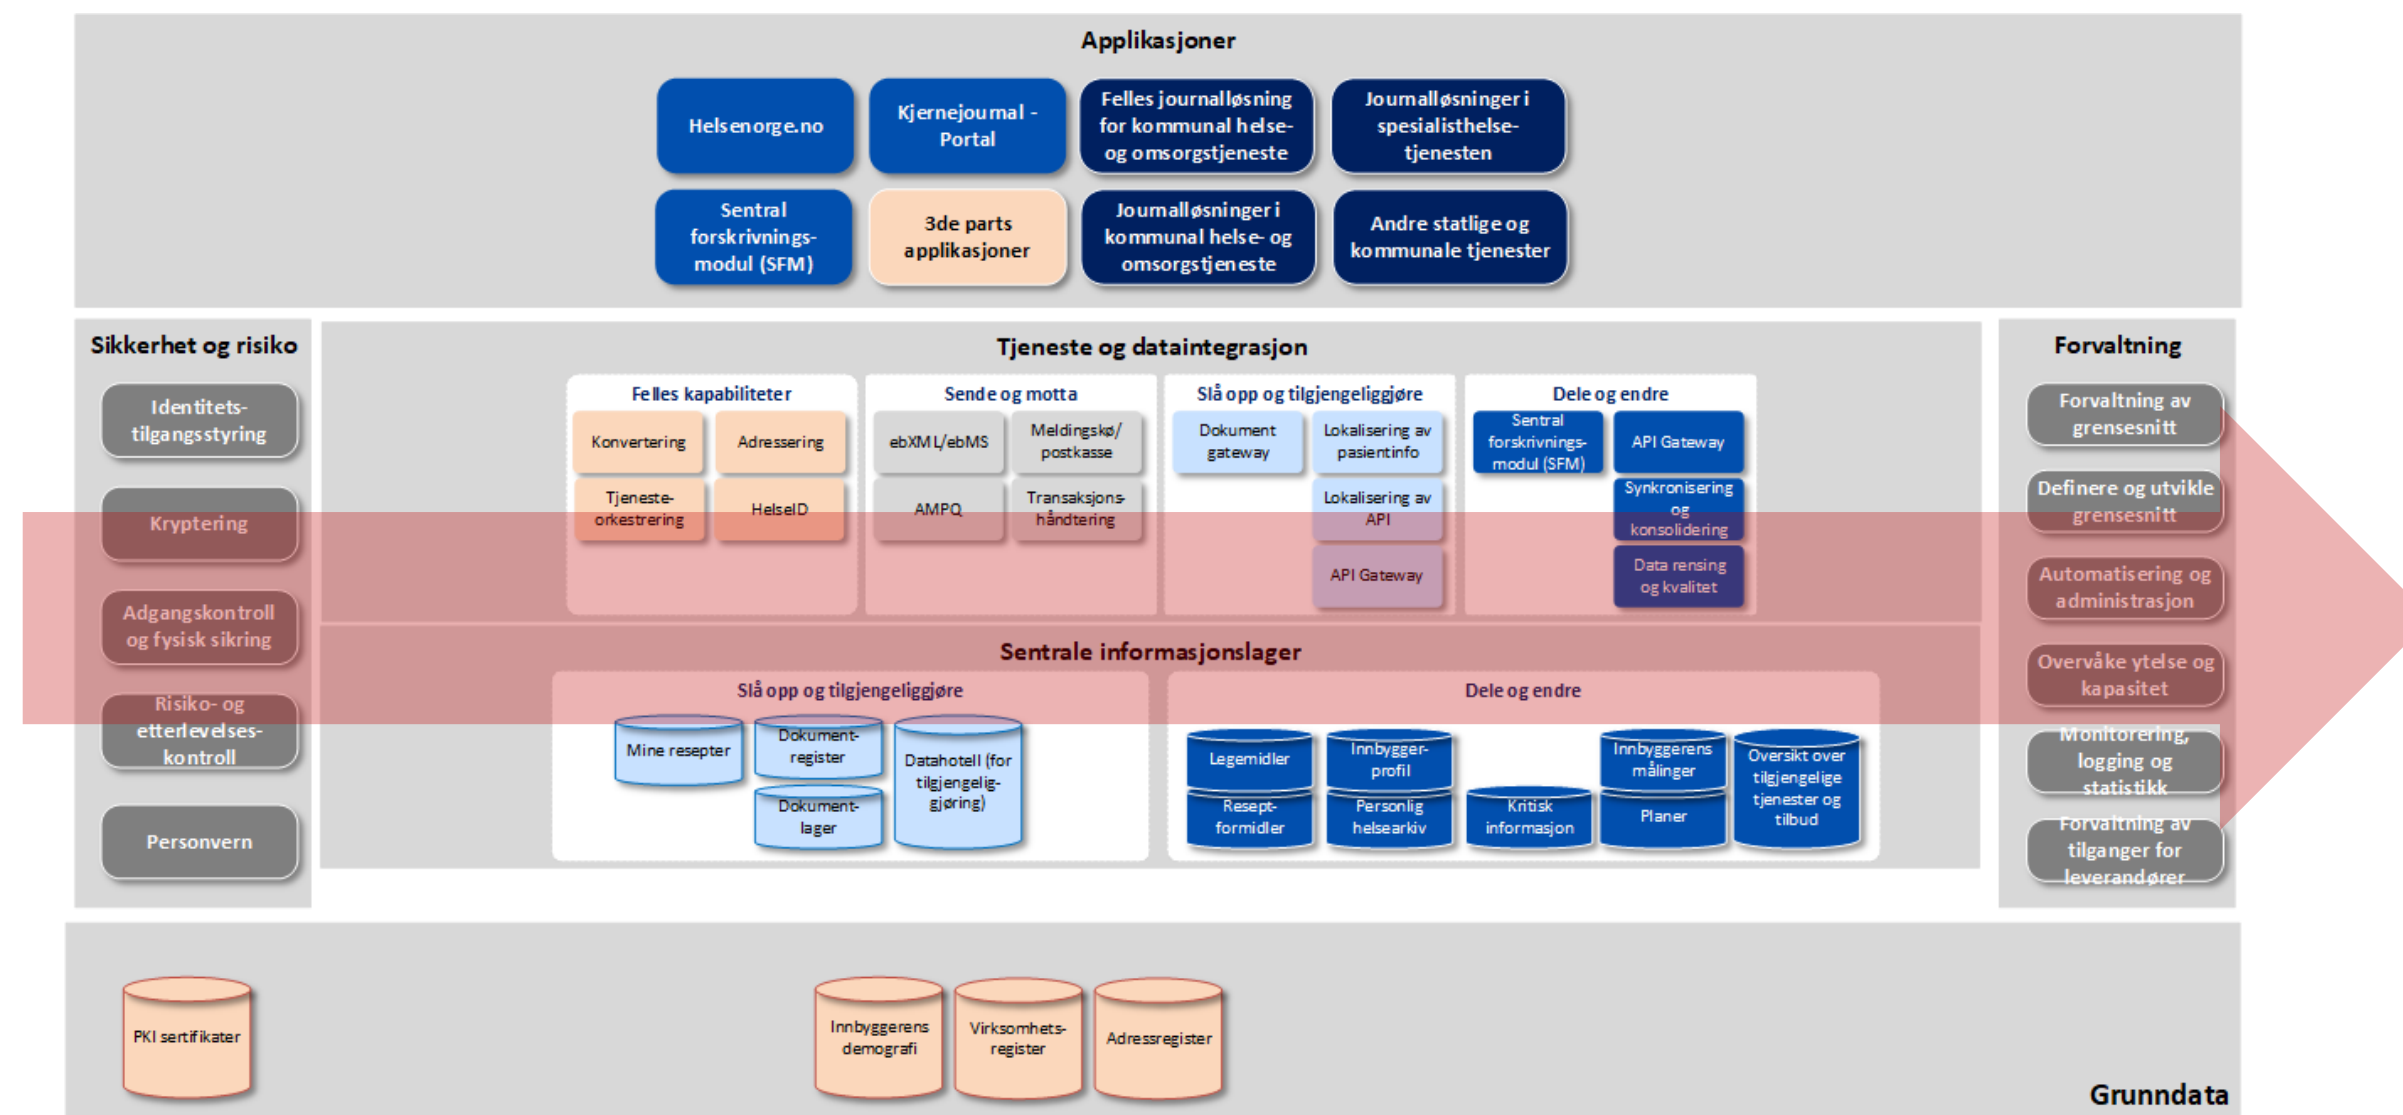 Applikasjoner
Helsenorge.no
Kjernejournal -
Portal
Felles journalløsning
for kommunal helse-
og omsorgstjeneste
Journalløsninger i
spesialisthelse-
tjenesten
Sentral
forskrivnings-
modul (SFM)
3de parts
applikasjoner
Journalløsninger i
kommunal helse- og
omsorgstjeneste
Andre statlige og
kommunale tjenester
Sikkerhet og risiko
Identitets-
tilgangsstyring
Kryptering
Adgangskontroll
og fysisk sikring
Risiko- og
etterlevelses-
kontroll
Personvern
Tjeneste og dataintegrasjon
Felles kapabiliteter
Konvertering
Adressering
Tjeneste-
orkestrering
HelseID
Sende og motta
ebXML/ebMS
Meldingskø/
postkasse
AMPQ
Transaksjons-
håndtering
Slå opp og tilgjengeliggjøre
Dokument
gateway
Lokalisering av
pasientinfo
Lokalisering av
API
API Gateway
Dele og endre
Sentral
forskrivnings-
modul (SFM)
API Gateway
Synkronisering
og
konsolidering
Data rensing
og kvalitet
Sentrale informasjonslager
Slå opp og tilgjengeliggjøre
Mine resepter
Dokument-
register
Dokument-
lager
Datahotell (for
tilgjengelig-
gjøring)
Dele og endre
Legemidler
Resept-
formidler
Innbygger-
profil
Personlig
helsearkiv
Kritisk
informasjon
Innbyggerens
målinger
Planer
Oversikt over
tilgjengelige
tjenester og
tilbud
Forvaltning
Forvaltning av
grensesnitt
Definere og utvikle
grensesnitt
Automatisering og
administrasjon
Overvåke ytelse og
kapasitet
Monitorering,
logging og
statistikk
Forvaltning av
tilganger for
leverandører
PKI sertifikater
Innbyggerens
demografi
Virksomhets-
register
Adressregister
Grunndata